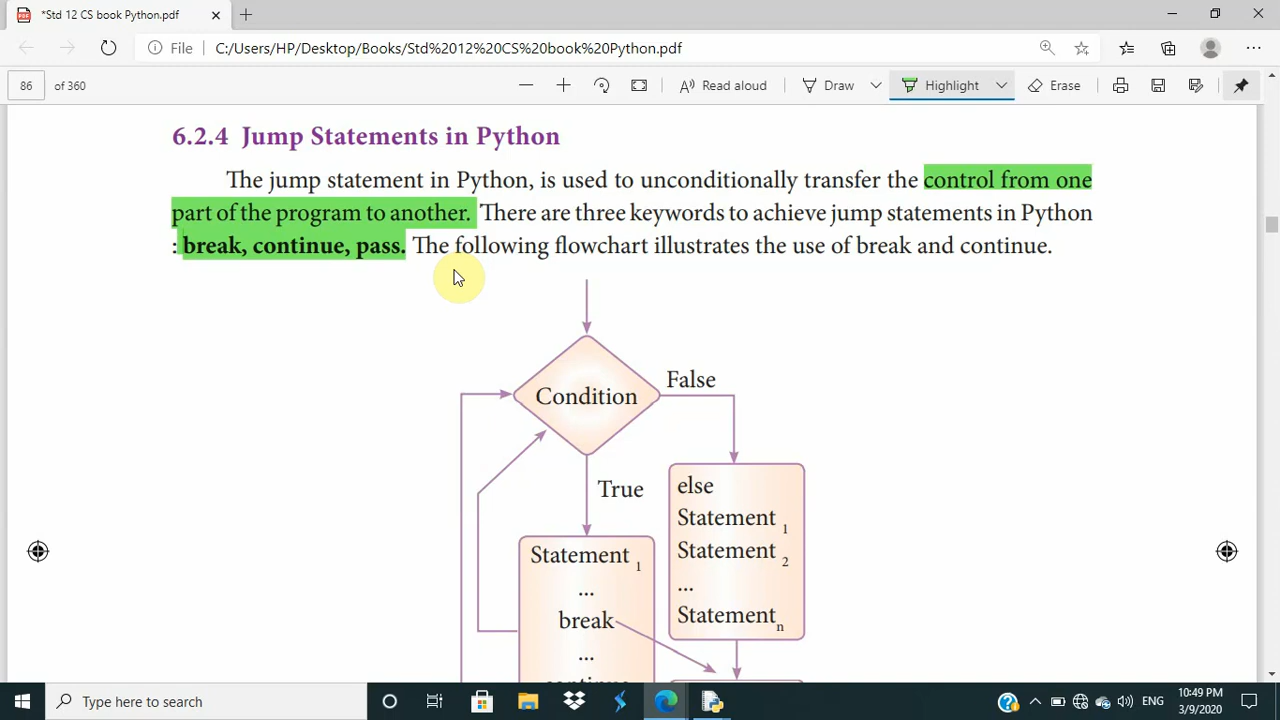 *Std 12 CS book Python.pdf
File C:/Users/HP/Desktop/Books/Std%2012%20CS%20book%20Python.pdf
86 of 360 Read aloud Draw Highlight Erase
6.2.4 Jump Statements in Python
The jump statement in Python, is used to unconditionally transfer the control from one
part of the program to another. There are three keywords to achieve jump statements in Python
: break, continue, pass. The following flowchart illustrates the use of break and continue.
Condition
False
True
else
Statement 1
Statement 2
...
Statement n
Statement 1
...
break
...
continue
Type here to search
ENG
10:49 PM
3/9/2020